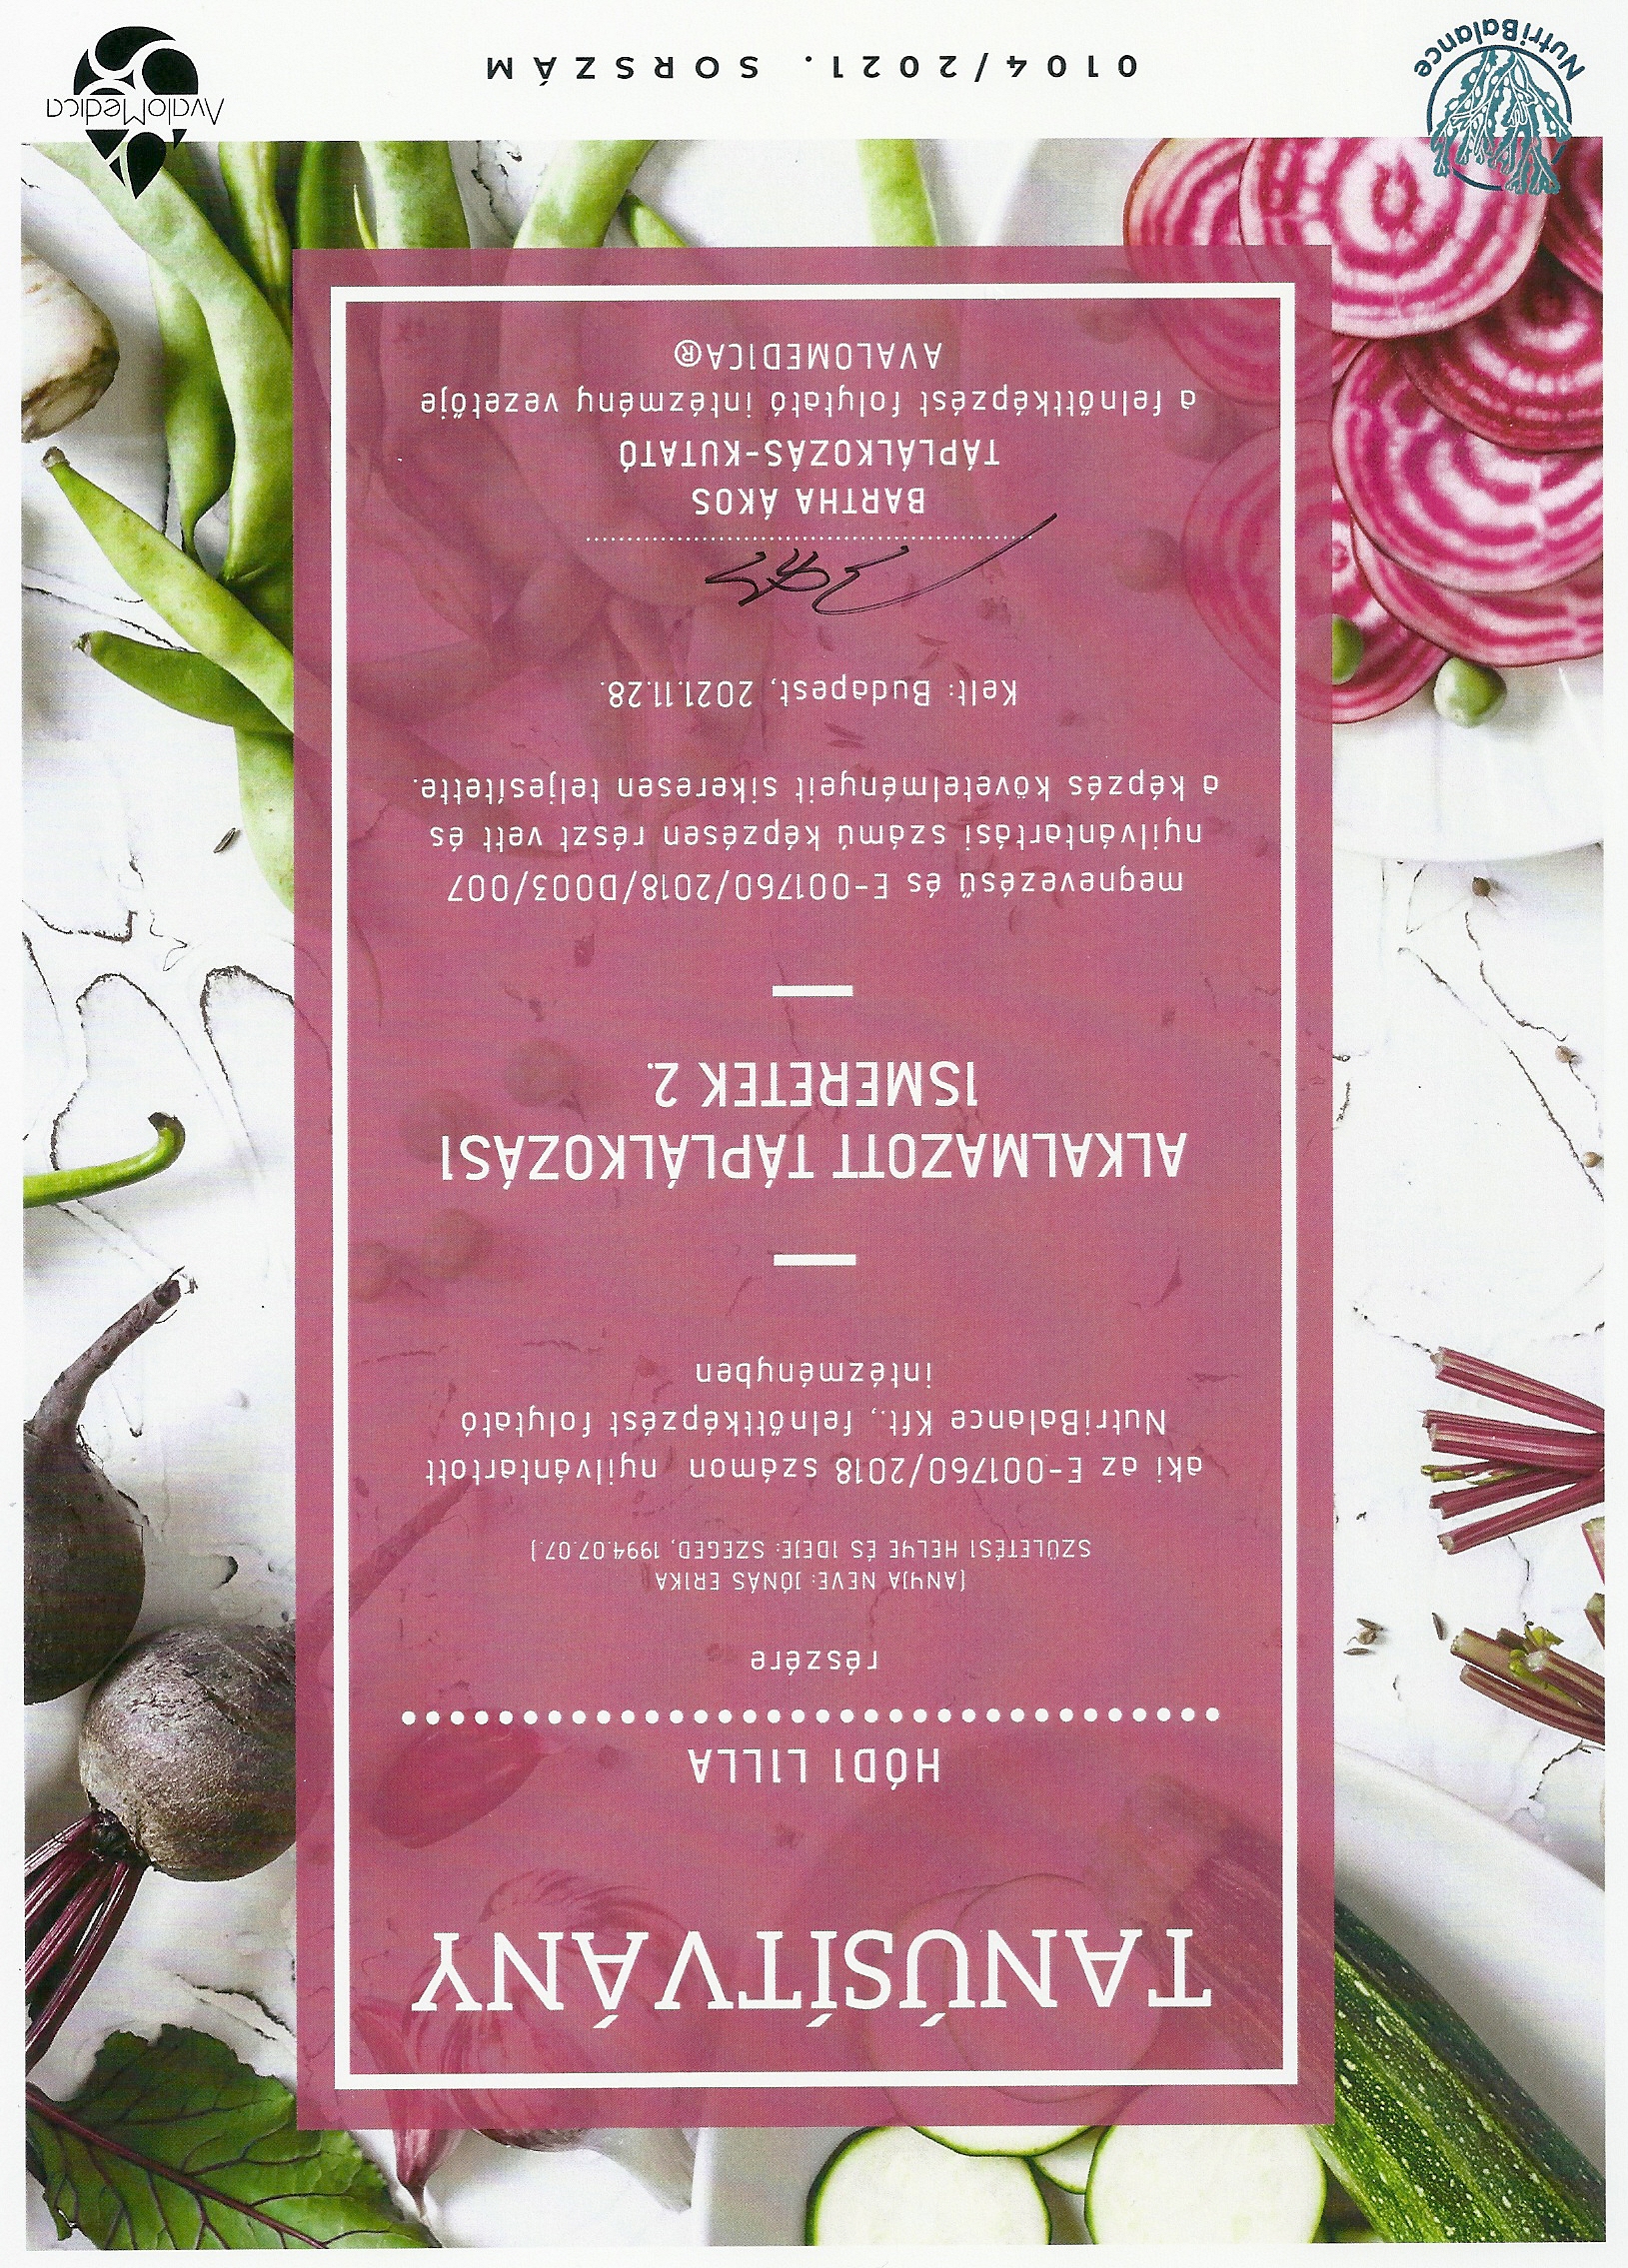 TANÚSÍTVÁNY
HÓDI LILLA
részére
(ANYJA NEVE: JÓNÁS ERIKA
SZÜLETÉSI HELYE ÉS IDEJE: SZEGED, 1994.07.07.)
aki az E-001760/2018 számon nyilvántartott
NutriBalance Kft., felnőttképzést folytató
intézményben
ALKALMAZOTT TÁPLÁLKOZÁSI
ISMERETEK 2.
megnevezésű és E-001760/2018/D003/007
nyilvántartási számú képzésen részt vett és
a képzés követelményeit sikeresen teljesítette.
Kelt: Budapest, 2021.11.28.
BARTHA ÁKOS
TÁPLÁLKOZÁS-KUTATÓ
a felnőttképzést folytató intézmény vezetője
AVALOMEDICA®
NutriBalance
0104/2021. SORSZÁM
AvaloMedica